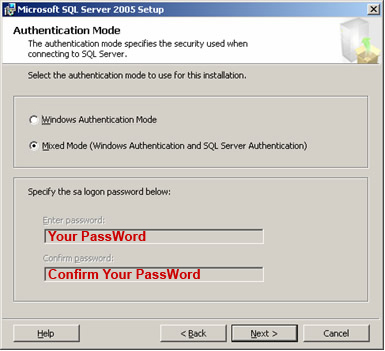 Microsoft SQL Server 2005 Setup
Authentication Mode
The authentication mode specifies the security used when
connecting to SQL Server.
Select the authentication mode to use for this installation.
Windows Authentication Mode
Mixed Mode (Windows Authentication and SQL Server Authentication)
Specify the sa logon password below:
Enter password:
Your PassWord
Confirm password:
Confirm Your PassWord
Help
< Back
Next >
Cancel